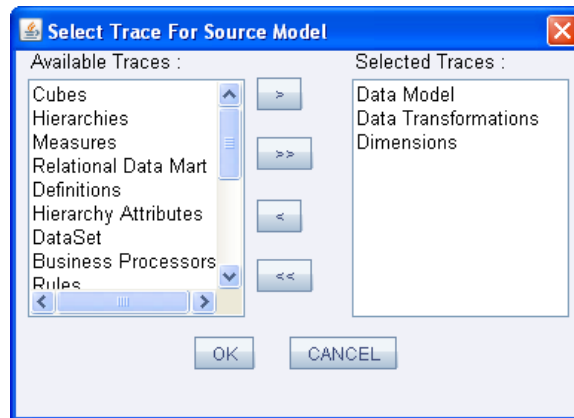 Select Trace For Source Model
Available Traces :
Cubes
Hierarchies
Measures
Relational Data Mart
Definitions
Hierarchy Attributes
DataSet
Business Processors
Rules
>
>>
<
<<
Selected Traces :
Data Model
Data Transformations
Dimensions
OK
CANCEL